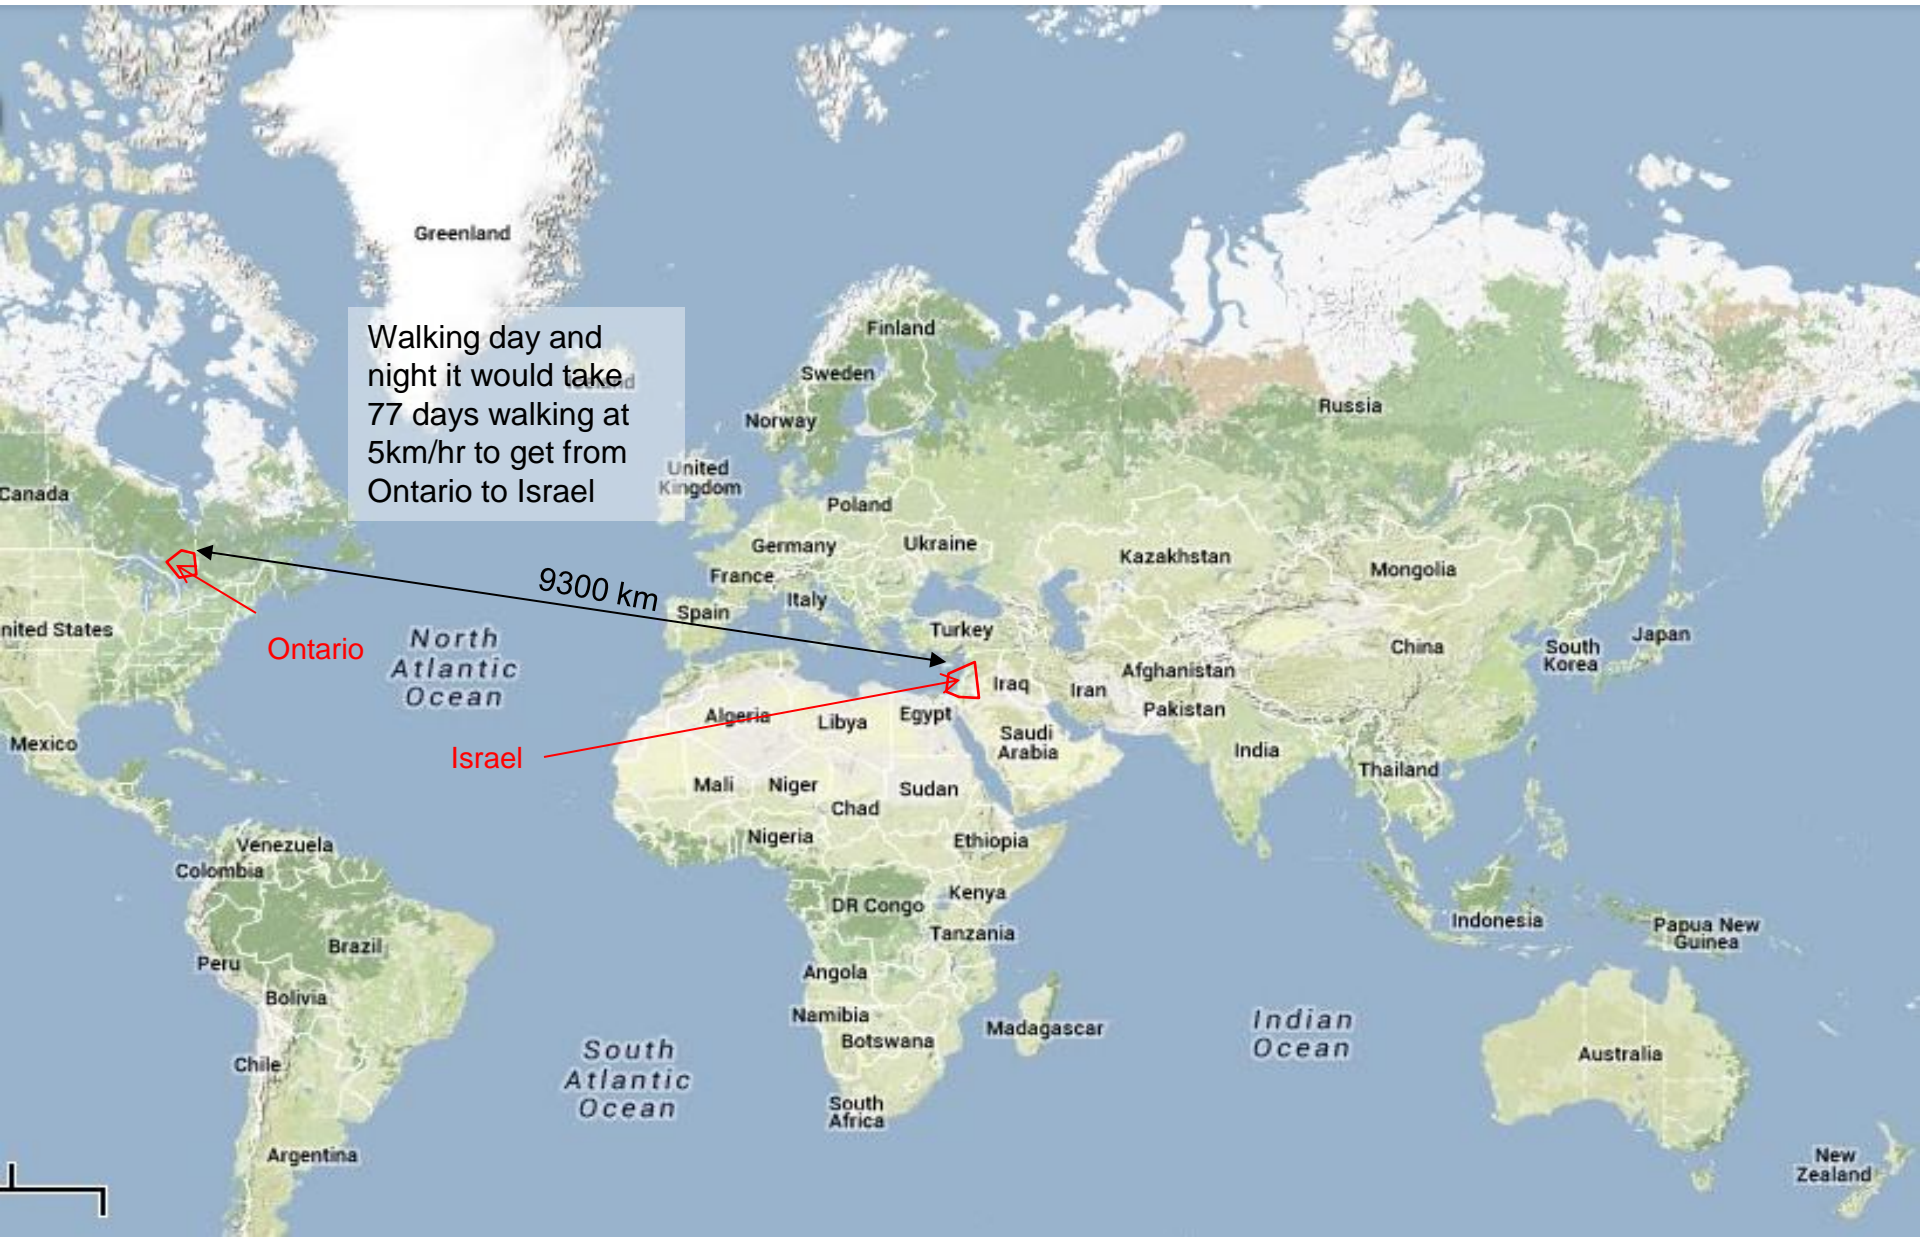 Greenland
Walking day and
night it would take
77 days walking at
5km/hr to get from
Ontario to Israel
Iceland
Finland
Sweden
Norway
Russia
United
Kingdom
Canada
Poland
Germany
Ukraine
Kazakhstan
Mongolia
France
9300 km
Italy
Spain
nited States
Turkey
Ontario
North
Atlantic
Ocean
China
South
Korea
Japan
Afghanistan
Iraq
Iran
Pakistan
Algeria
Libya
Egypt
Saudi
Arabia
Mexico
Israel
India
Thailand
Mali
Niger
Chad
Sudan
Nigeria
Ethiopia
Venezuela
Colombia
Kenya
DR Congo
Tanzania
Indonesia
Papua New
Guinea
Brazil
Peru
Angola
Bolivia
Namibia
Botswana
Madagascar
Indian
Ocean
Australia
Chile
South
Atlantic
Ocean
South
Africa
Argentina
New
Zealand